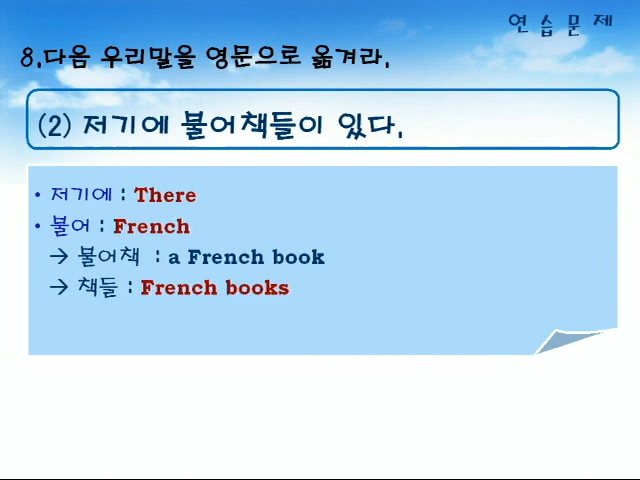 연 습 문 제
8.다음 우리말을 영문으로 옮겨라.
(2) 저기에 불어책들이 있다.
• 저기에 : There
• 불어 : French
→ 불어책 : a French book
→ 책들 : French books